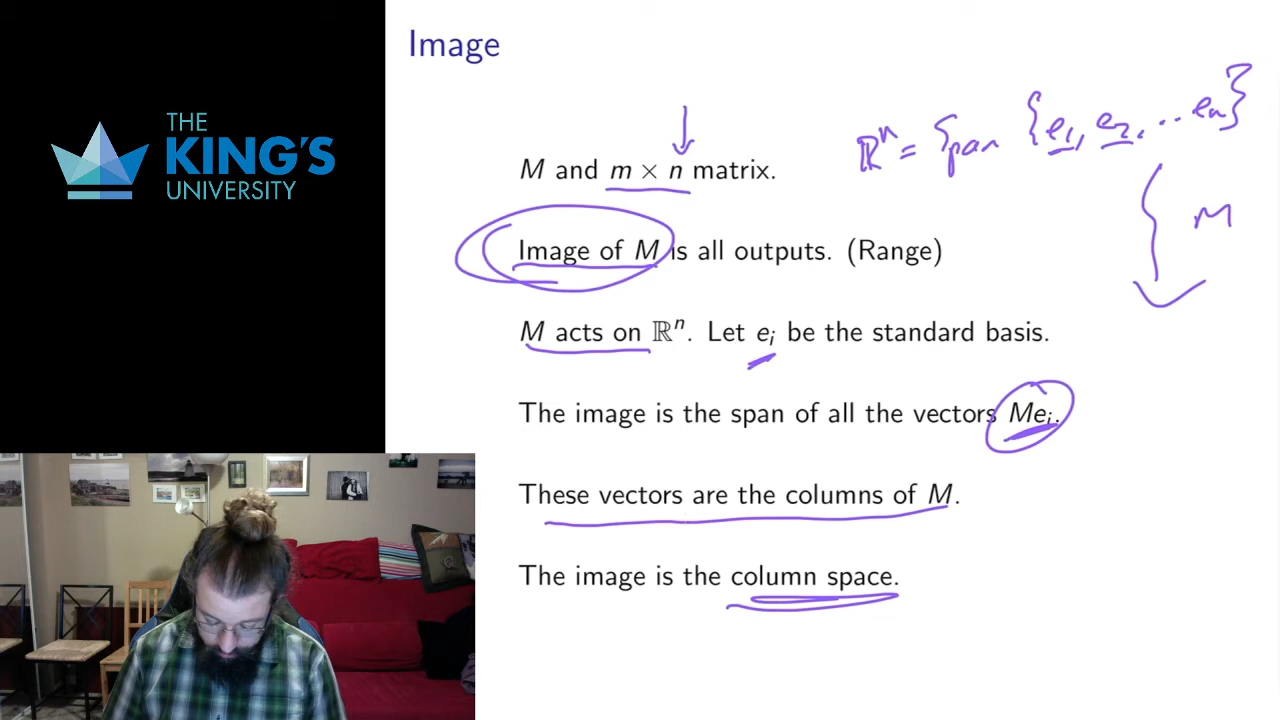 THE
KING'S
UNIVERSITY
Image
ℝⁿ = Span {e₁, e₂, ... eₙ}
M and m × n matrix.
M
Image of M is all outputs. (Range)
M acts on ℝⁿ. Let eᵢ be the standard basis.
The image is the span of all the vectors Meᵢ.
These vectors are the columns of M.
The image is the column space.